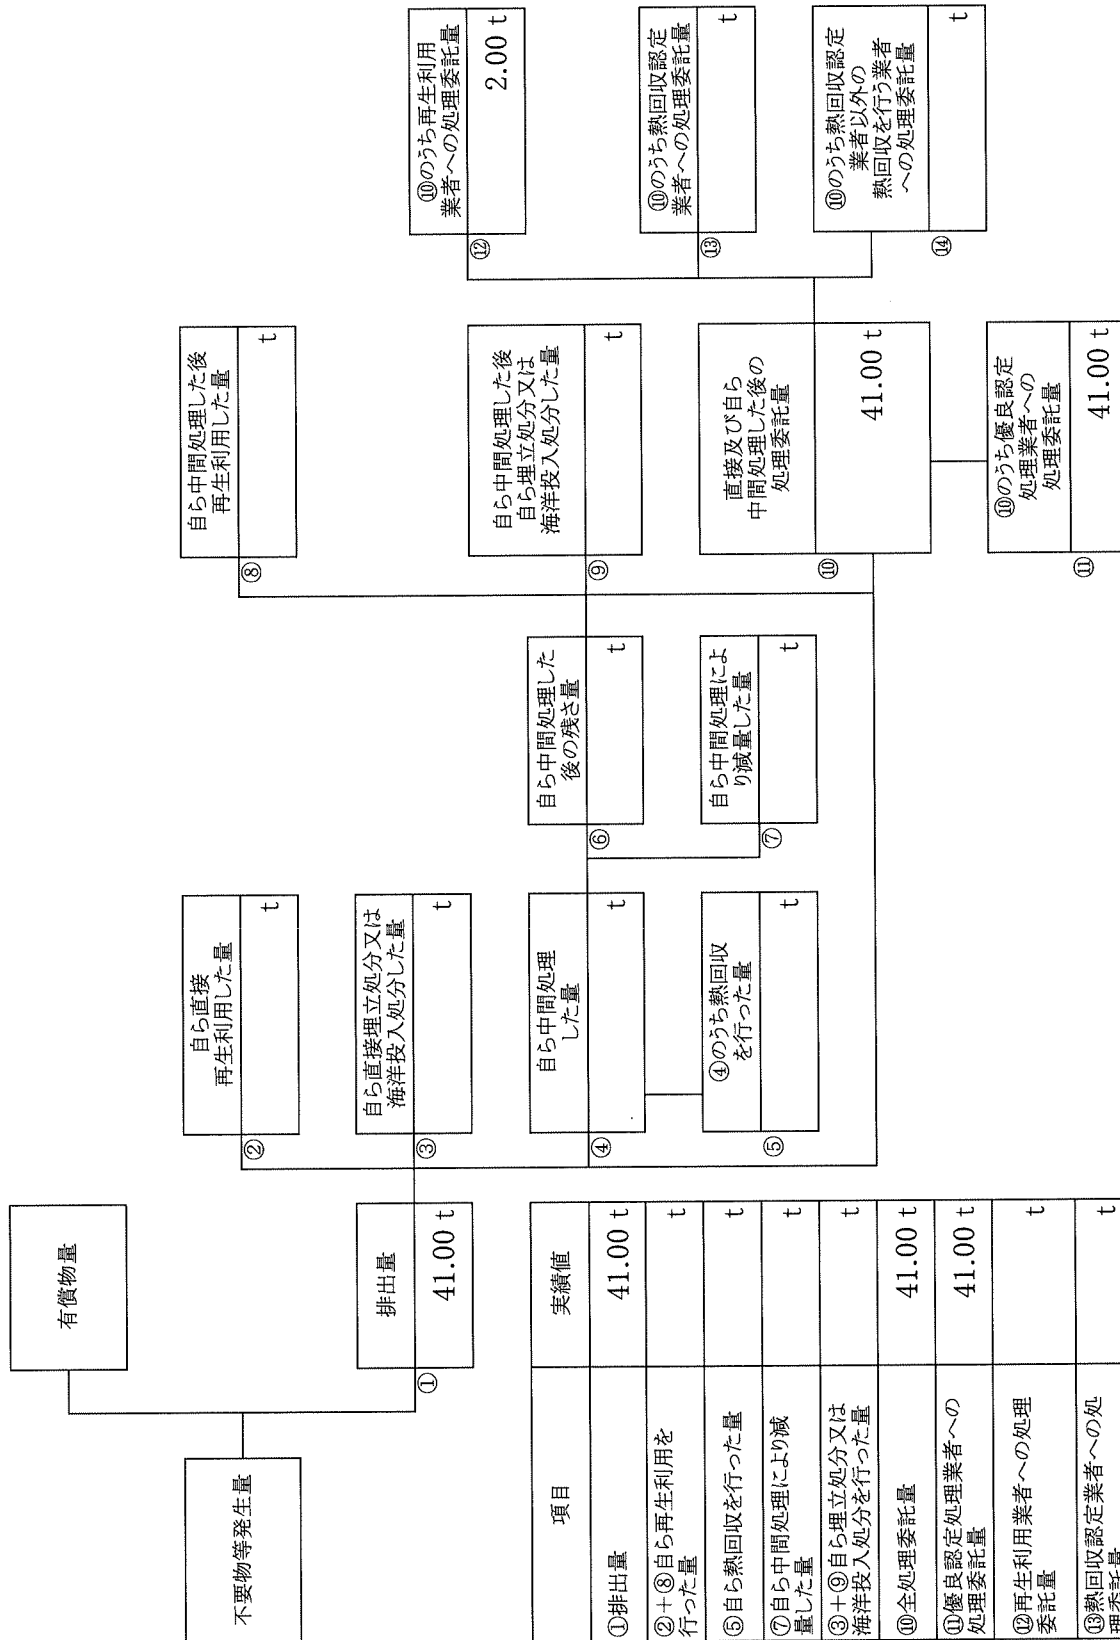 不要物等発生量
有償物量
排出量
①
41.00 t
自ら直接
再生利用した量
②
t
自ら直接埋立処分又は
海洋投入処分した量
③
t
自ら中間処理
した量
④
t
④のうち熱回収
を行った量
⑤
t
自ら中間処理した
後の残さ量
⑥
t
自ら中間処理によ
り減量した量
⑦
t
自ら中間処理した後
再生利用した量
⑧
t
自ら中間処理した後
自ら埋立処分又は
海洋投入処分した量
⑨
t
直接及び自ら
中間処理した後の
処理委託量
⑩
41.00 t
⑩のうち優良認定
処理業者への
処理委託量
⑪
41.00 t
⑩のうち再生利用
業者への処理委託量
⑫
2.00 t
⑩のうち熱回収認定
業者への処理委託量
⑬
t
⑩のうち熱回収認定
業者以外の
熱回収を行う業者
への処理委託量
⑭
t
項目 実績値
①排出量 41.00 t
②+⑧自ら再生利用を
行った量 t
⑤自ら熱回収を行った量 t
⑦自ら中間処理により減
量した量 t
③+⑨自ら埋立処分又は
海洋投入処分を行った量 t
⑩全処理委託量 41.00 t
⑪優良認定処理業者への
処理委託量 41.00 t
⑫再生利用業者への処理
委託量 t
⑬熱回収認定業者への処
理委託量 t